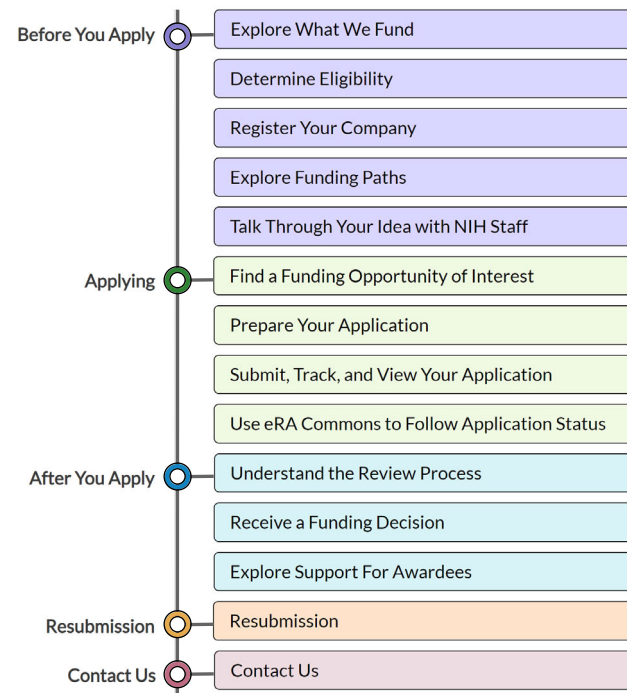 Before You Apply
Explore What We Fund
Determine Eligibility
Register Your Company
Explore Funding Paths
Talk Through Your Idea with NIH Staff
Applying
Find a Funding Opportunity of Interest
Prepare Your Application
Submit, Track, and View Your Application
Use eRA Commons to Follow Application Status
After You Apply
Understand the Review Process
Receive a Funding Decision
Explore Support For Awardees
Resubmission
Resubmission
Contact Us
Contact Us